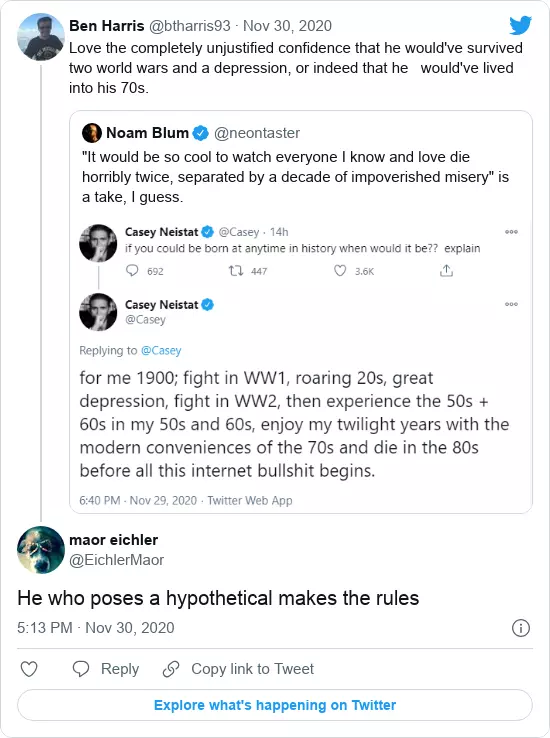 Ben Harris @btharris93 · Nov 30, 2020
Love the completely unjustified confidence that he would've survived
two world wars and a depression, or indeed that he would've lived
into his 70s.
Noam Blum @neontaster
"It would be so cool to watch everyone I know and love die
horribly twice, separated by a decade of impoverished misery" is
a take, I guess.
Casey Neistat @Casey · 14h
if you could be born at anytime in history when would it be?? explain
692 447 3.6K
Casey Neistat
@Casey
Replying to @Casey
for me 1900; fight in WW1, roaring 20s, great
depression, fight in WW2, then experience the 50s +
60s in my 50s and 60s, enjoy my twilight years with the
modern conveniences of the 70s and die in the 80s
before all this internet bullshit begins.
6:40 PM · Nov 29, 2020 · Twitter Web App
maor eichler
@EichlerMaor
He who poses a hypothetical makes the rules
5:13 PM · Nov 30, 2020
Reply Copy link to Tweet
Explore what's happening on Twitter